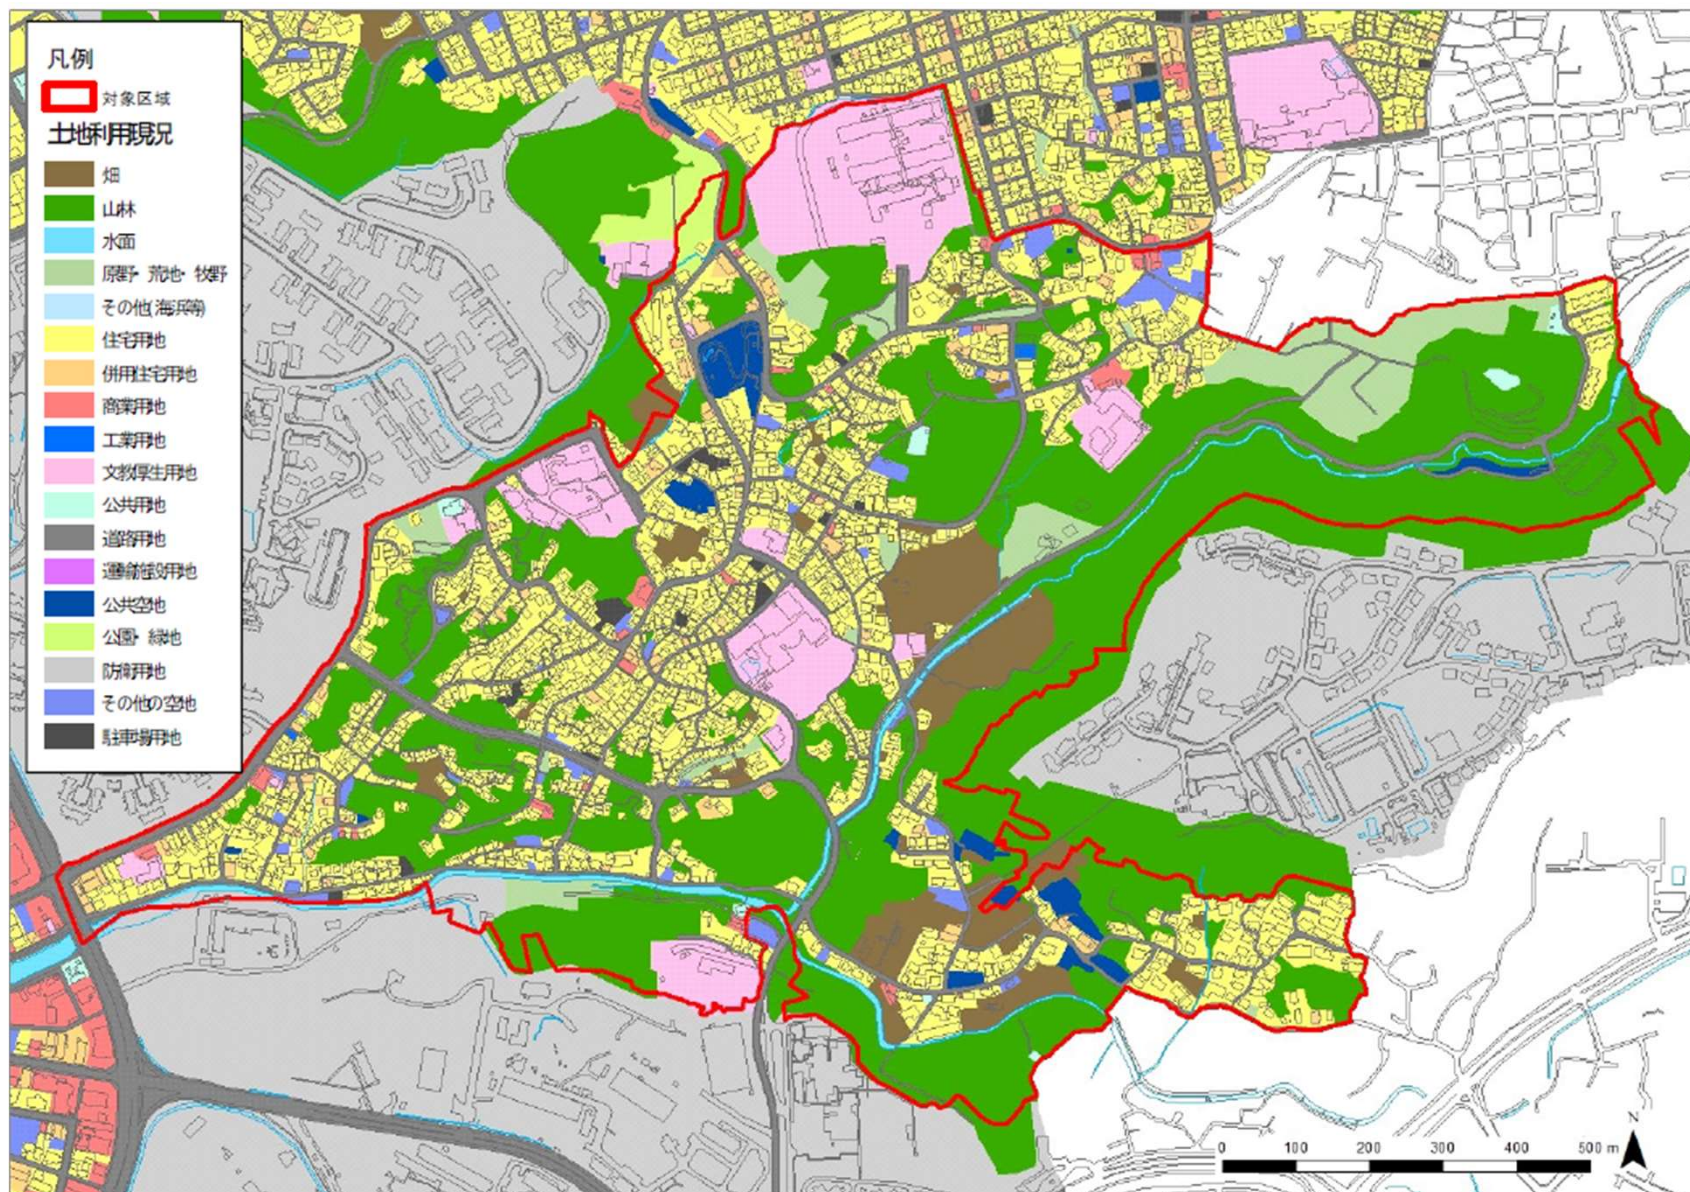 凡例
対象区域
土地利用現況
畑
山林
水面
原野・荒地・牧野
その他(海浜等)
住宅用地
併用住宅用地
商業用地
工業用地
文教厚生用地
公共用地
道路用地
運輸施設用地
公共空地
公園・緑地
防衛用地
その他の空地
駐車場用地
N
0 100 200 300 400 500 m